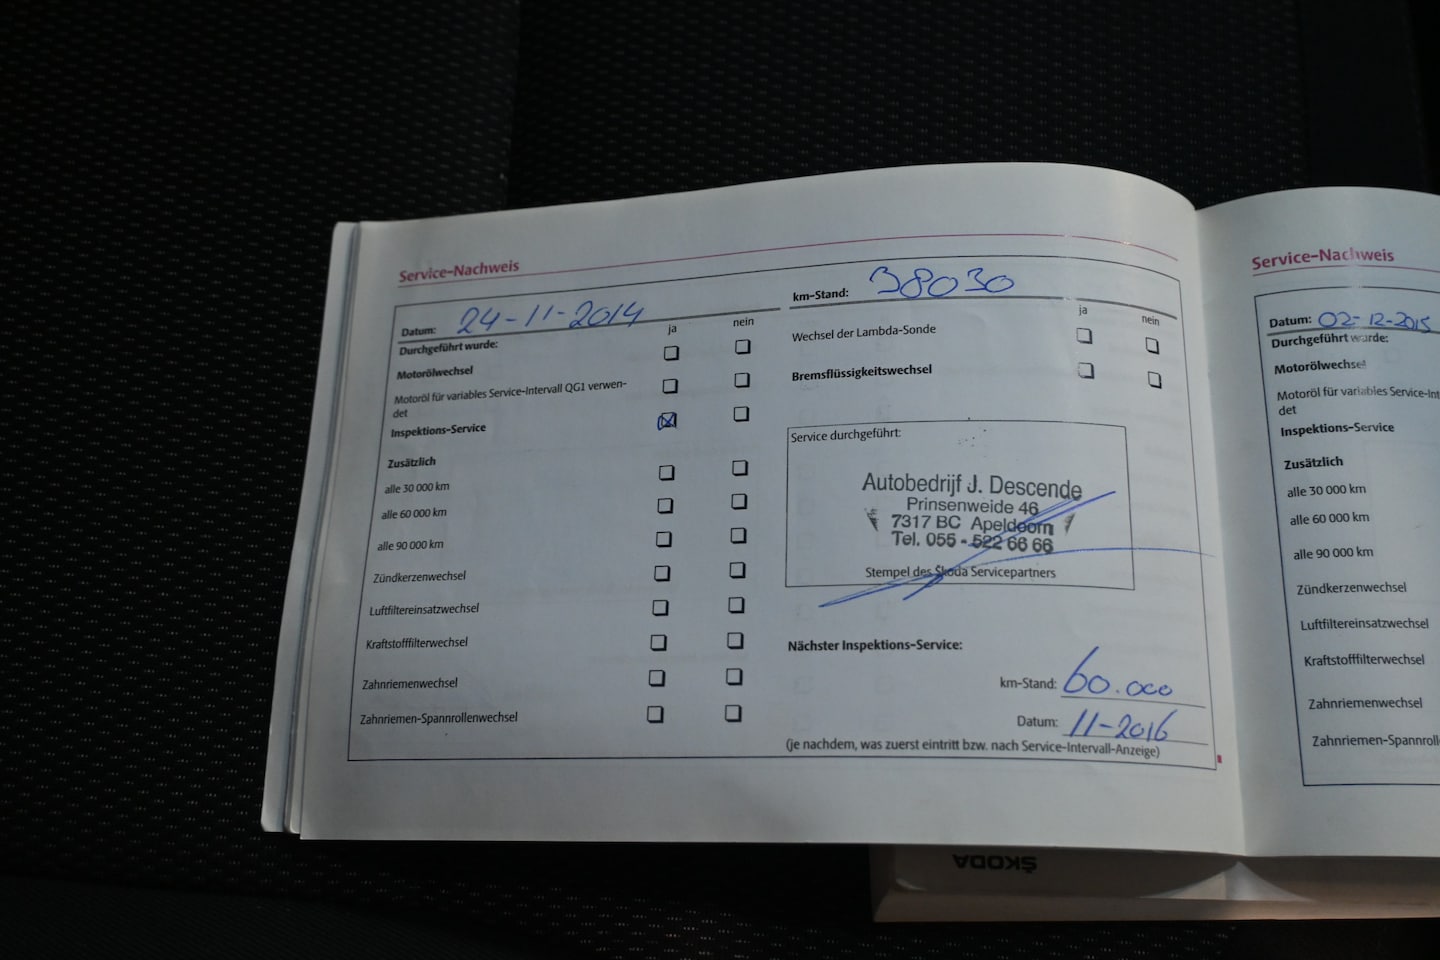 Service-Nachweis
Datum: 24-11-2014
Durchgeführt wurde:
ja nein
Motorölwechsel
Motoröl für variables Service-Intervall QG1 verwen-
det
Inspektions-Service
Zusätzlich
alle 30 000 km
alle 60 000 km
alle 90 000 km
Zündkerzenwechsel
Luftfiltereinsatzwechsel
Kraftstofffilterwechsel
Zahnriemenwechsel
Zahnriemen-Spannrollenwechsel
km-Stand: 38030
ja nein
Wechsel der Lambda-Sonde
Bremsflüssigkeitswechsel
Service durchgeführt:
Autobedrijf J. Descende
Prinsenweide 46
7317 BC Apeldoorn
Tel. 055 - 522 66 66
Stempel des Škoda Servicepartners
Nächster Inspektions-Service:
km-Stand: 60.000
Datum: 11-2016
(je nachdem, was zuerst eintritt bzw. nach Service-Intervall-Anzeige)
Service-Nachweis
Datum: 02-12-2015
Durchgeführt wurde:
Motorölwechsel
Motoröl für variables Service-Int
det
Inspektions-Service
Zusätzlich
alle 30 000 km
alle 60 000 km
alle 90 000 km
Zündkerzenwechsel
Luftfiltereinsatzwechsel
Kraftstofffilterwechsel
Zahnriemenwechsel
Zahnriemen-Spannroll
ŠKODA